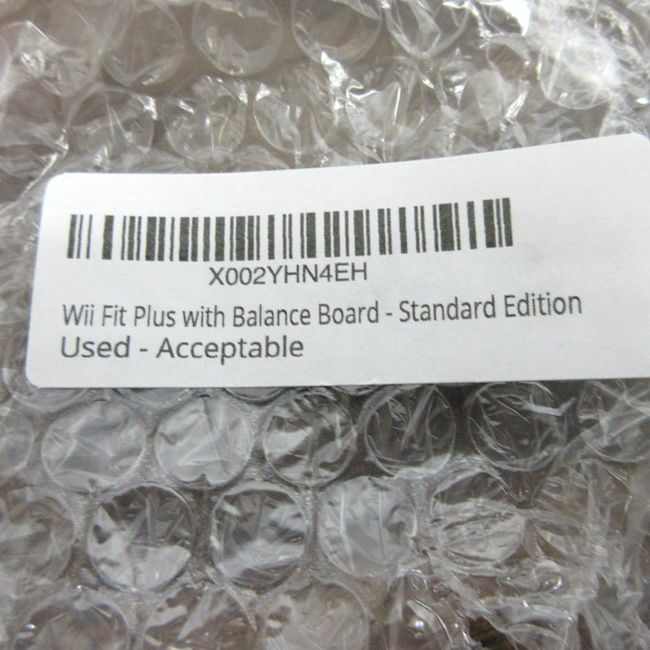 X002YHN4EH
Wii Fit Plus with Balance Board - Standard Edition
Used - Acceptable